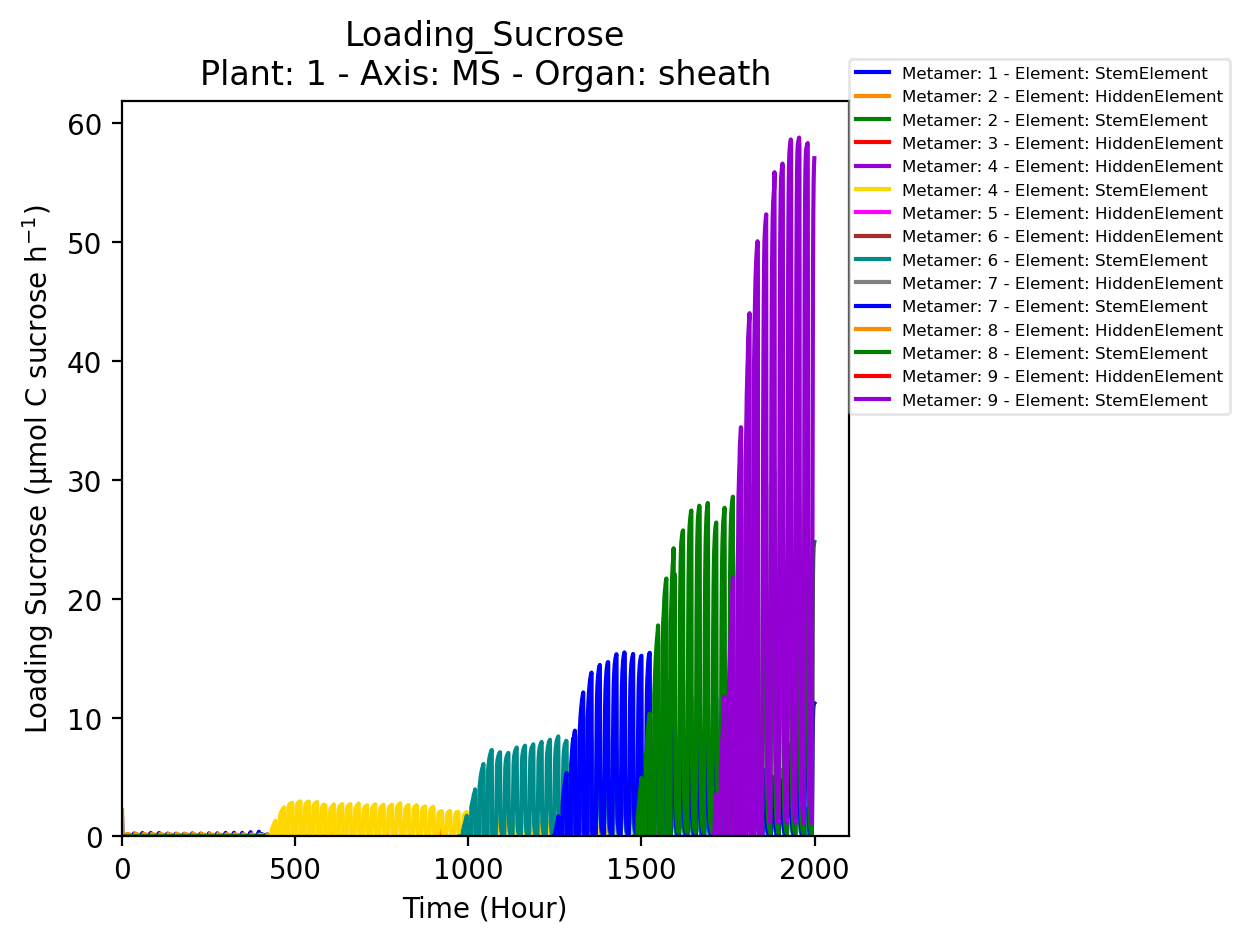 Loading_Sucrose
Plant: 1 - Axis: MS - Organ: sheath
Metamer: 1 - Element: StemElement
Metamer: 2 - Element: HiddenElement
Metamer: 2 - Element: StemElement
Metamer: 3 - Element: HiddenElement
Metamer: 4 - Element: HiddenElement
Metamer: 4 - Element: StemElement
Metamer: 5 - Element: HiddenElement
Metamer: 6 - Element: HiddenElement
Metamer: 6 - Element: StemElement
Metamer: 7 - Element: HiddenElement
Metamer: 7 - Element: StemElement
Metamer: 8 - Element: HiddenElement
Metamer: 8 - Element: StemElement
Metamer: 9 - Element: HiddenElement
Metamer: 9 - Element: StemElement
Loading Sucrose (µmol C sucrose h⁻¹)
60
50
40
30
20
10
0
0 500 1000 1500 2000
Time (Hour)